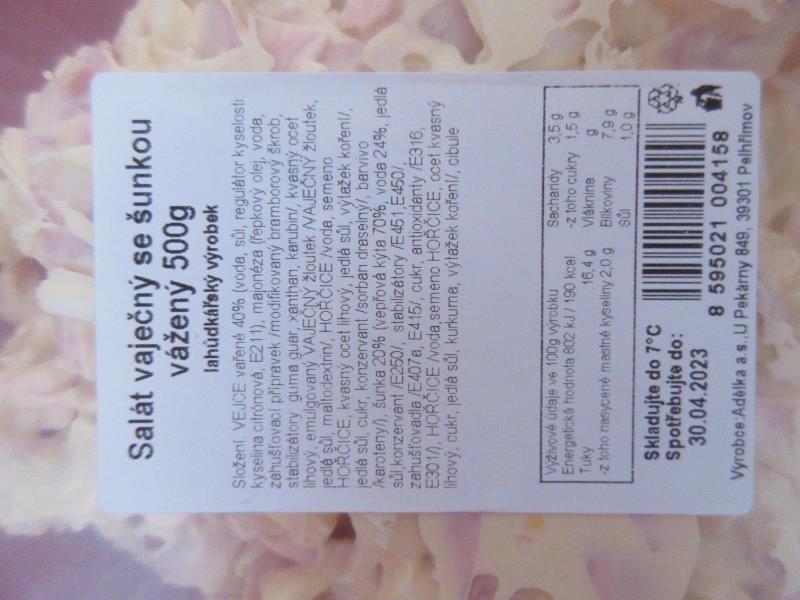 Salát vaječný se šunkou
vážený 500g
lahůdkářský výrobek
Složení: VEJCE vařené 40% (voda, sůl, regulátor kyselosti:
kyselina citrónová, E211), majonéza (řepkový olej, voda,
zahušťovací přípravek /modifikovaný bramborový škrob,
stabilizátory guma guar, xanthan, karubin/, kvasný ocet
lihový, emulgovaný VAJEČNÝ žloutek /VAJEČNÝ žloutek,
jedlá sůl, maltodextrin/, HOŘČICE /voda, semeno
HOŘČICE, kvasný ocet lihový, jedlá sůl, výtažek koření/,
jedlá sůl, cukr, konzervant /sorban draselný/, barvivo
/karoteny/), šunka 20% (vepřová kýta 70%, voda 24%, jedlá
sůl,konzervant /E250/, stabilizátory /E451,E450/,
zahušťovadla /E407a, E415/, cukr, antioxidanty /E316,
E301/), HOŘČICE /voda,semeno HOŘČICE, ocet kvasný
lihový, cukr, jedlá sůl, kurkuma, výtažek koření/, cibule
Výživové údaje ve 100g výrobku
Energetická hodnota 802 kJ / 190 kcal
Tuky 16,4 g
-z toho nasycené mastné kyseliny 2,0 g
Sacharidy 3,5 g
-z toho cukry 1,5 g
Vláknine g
Bílkoviny 7,9 g
Sůl 1,0 g
Skladujte do 7°C
Spotřebujte do:
30.04.2023
8 595021 004158
Výrobce:Adélka a.s.,U Pekárny 849, 39301 Pelhřimov